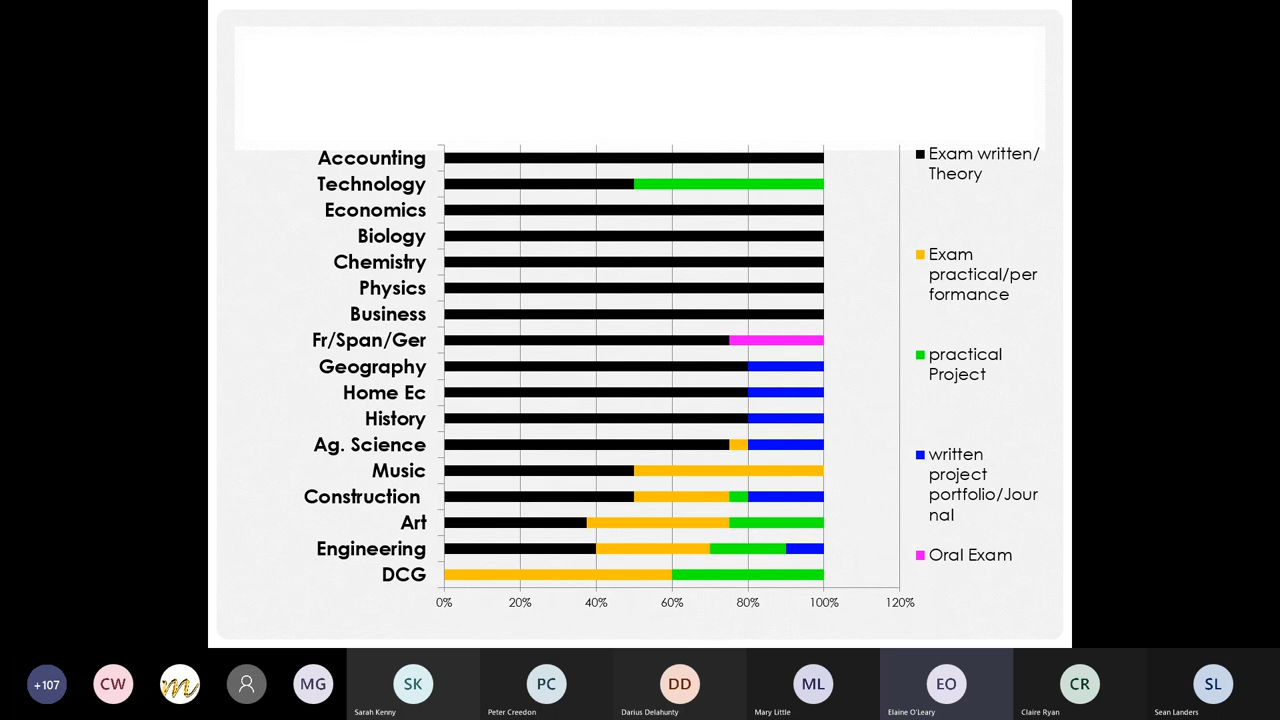 Accounting
Technology
Economics
Biology
Chemistry
Physics
Business
Fr/Span/Ger
Geography
Home Ec
History
Ag. Science
Music
Construction
Art
Engineering
DCG
0% 20% 40% 60% 80% 100% 120%
Exam written/
Theory
Exam
practical/per
formance
practical
Project
written
project
portfolio/Jour
nal
Oral Exam
+107 CW m MG SK PC DD ML EO CR SL
Sarah Kenny Peter Creedon Darius Delahunty Mary Little Elaine O'Leary Claire Ryan Sean Landers